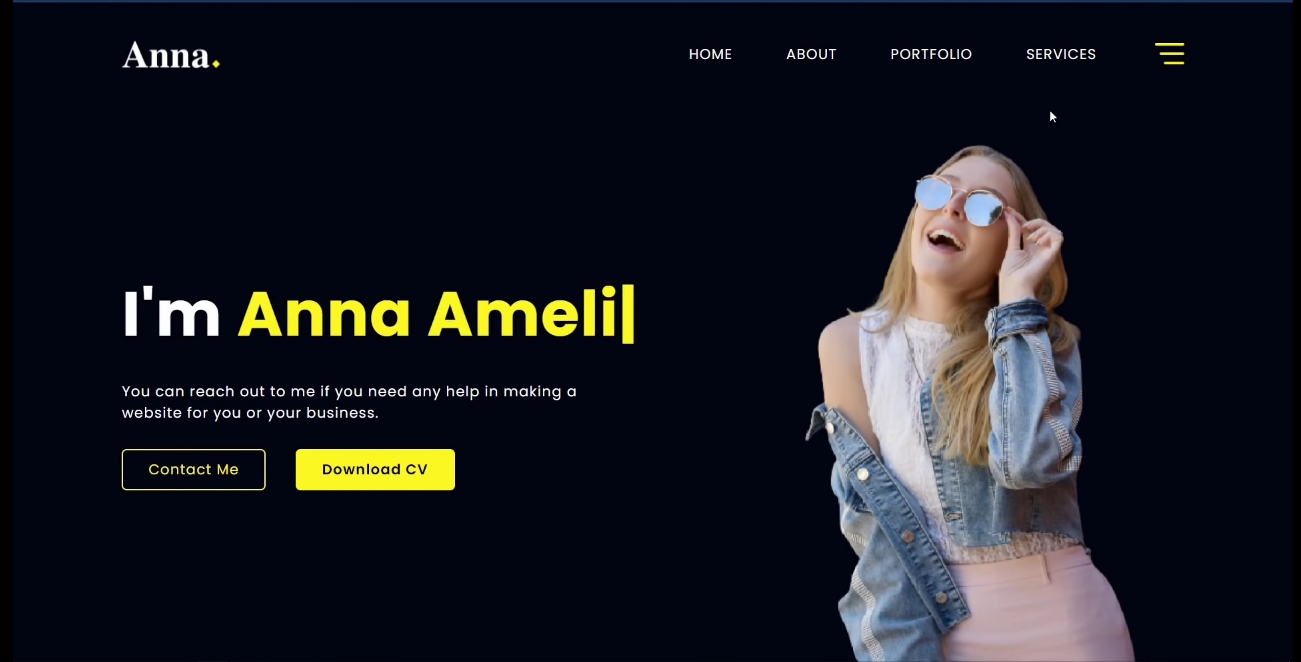 Anna.
HOME ABOUT PORTFOLIO SERVICES
I'm Anna Ameli
You can reach out to me if you need any help in making a
website for you or your business.
Contact Me Download CV